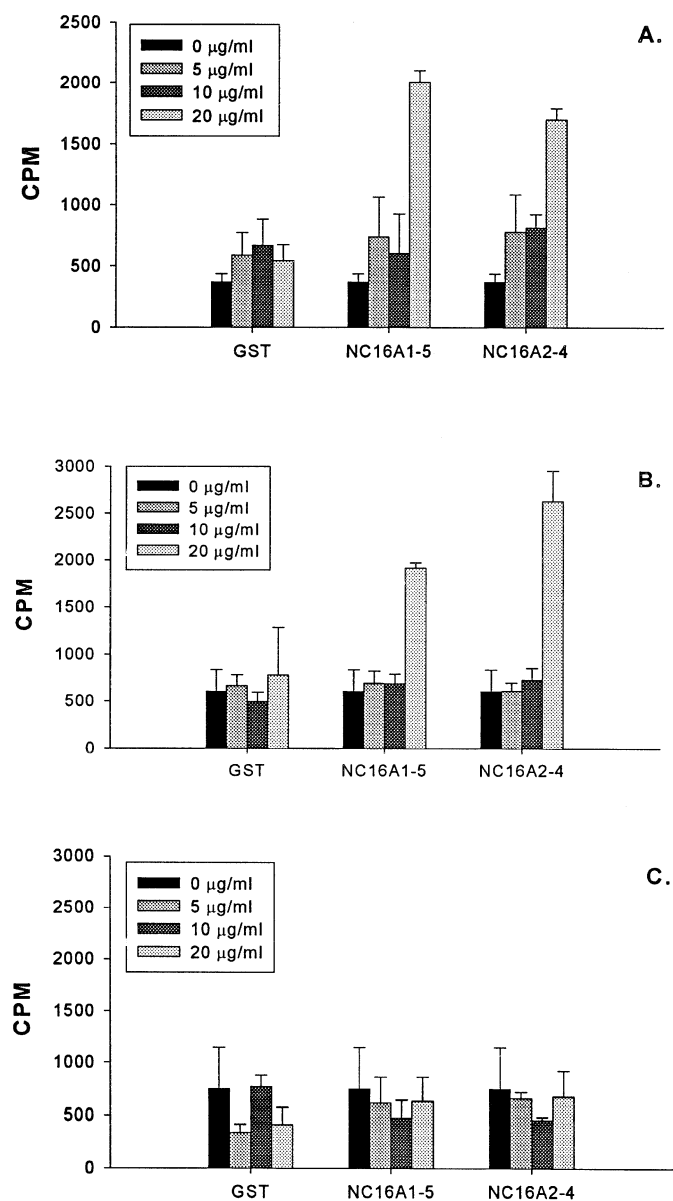 A.
0 μg/ml
5 μg/ml
10 μg/ml
20 μg/ml
CPM
2500
2000
1500
1000
500
0
GST NC16A1-5 NC16A2-4
B.
0 μg/ml
5 μg/ml
10 μg/ml
20 μg/ml
CPM
3000
2500
2000
1500
1000
500
0
GST NC16A1-5 NC16A2-4
C.
0 μg/ml
5 μg/ml
10 μg/ml
20 μg/ml
CPM
3000
2500
2000
1500
1000
500
0
GST NC16A1-5 NC16A2-4